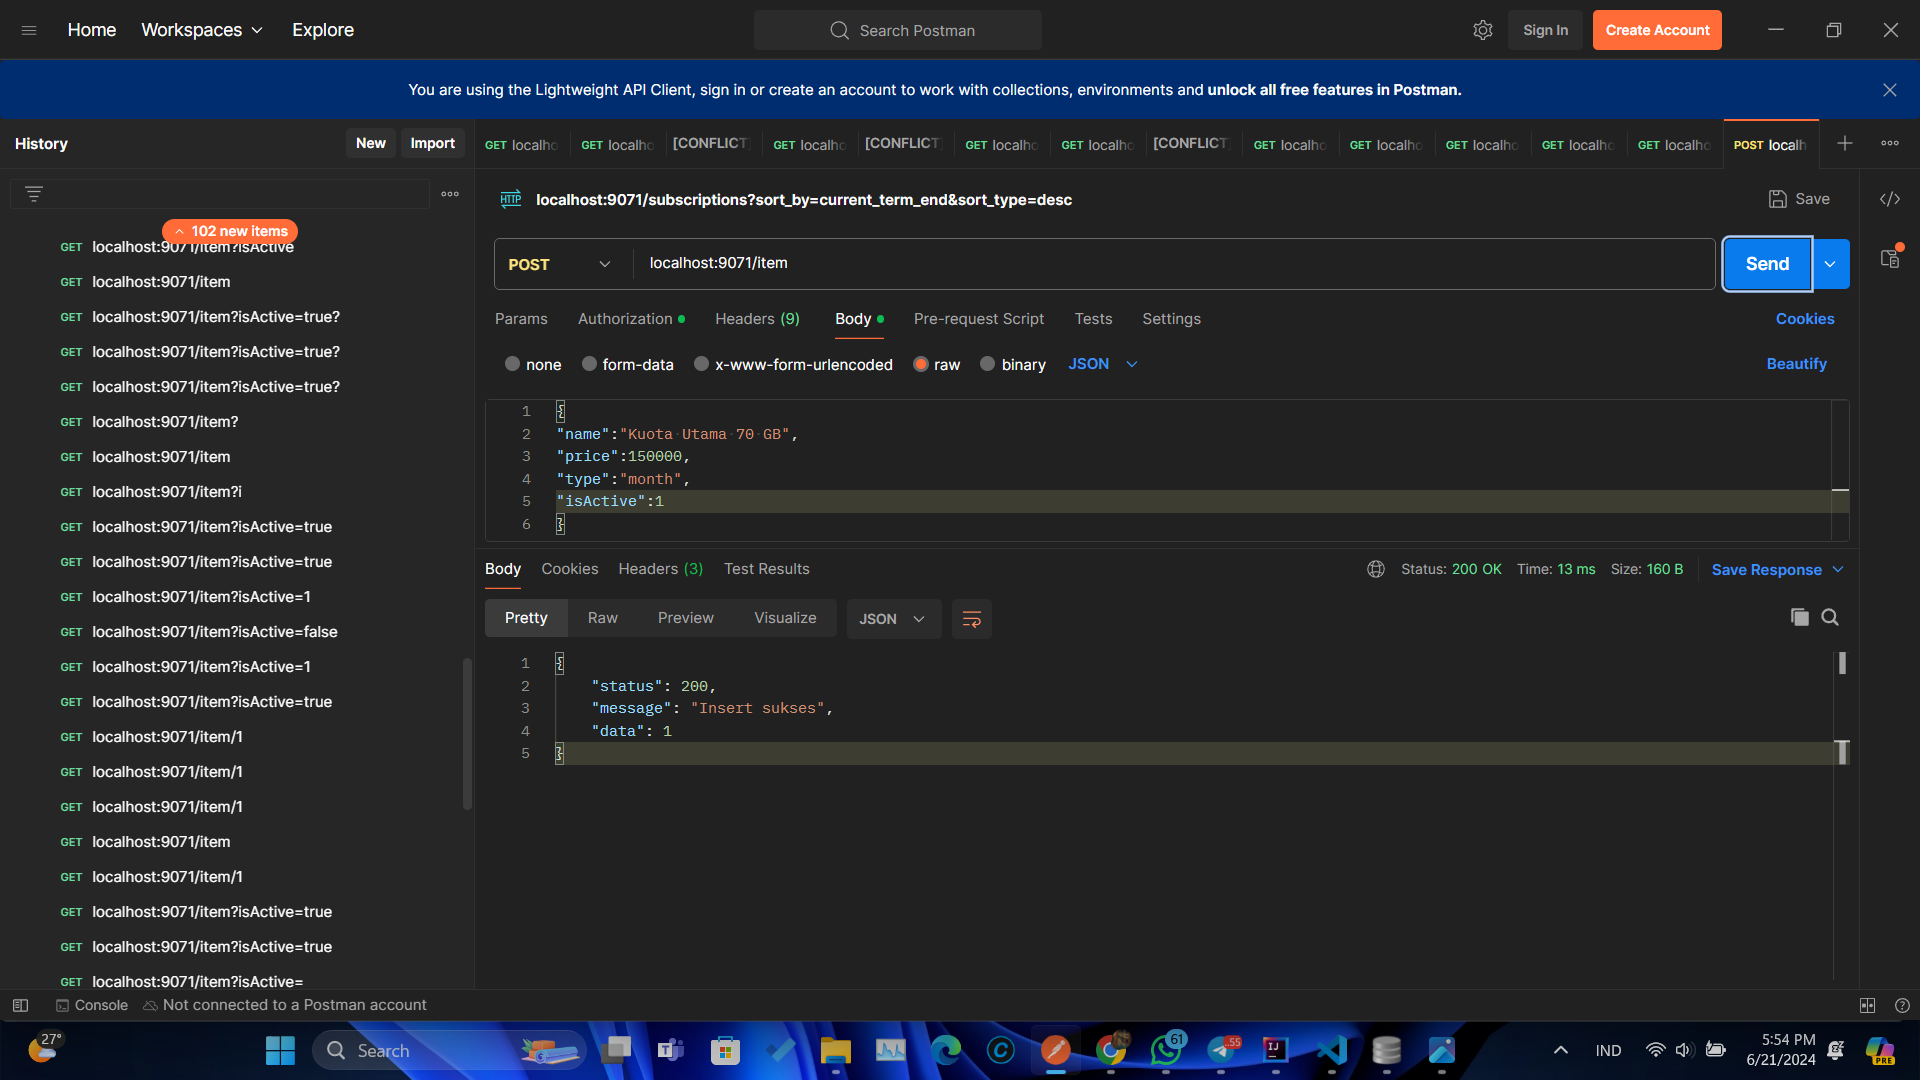 Home
Workspaces
Explore
Search Postman
Sign In
Create Account
You are using the Lightweight API Client, sign in or create an account to work with collections, environments and unlock all free features in Postman.
History
New
Import
GET localho
GET localho
[CONFLICT]
GET localho
[CONFLICT]
GET localho
GET localho
[CONFLICT]
GET localho
GET localho
GET localho
GET localho
GET localho
POST localh
102 new items
GET localhost:9071/item?isActive
GET localhost:9071/item
GET localhost:9071/item?isActive=true?
GET localhost:9071/item?isActive=true?
GET localhost:9071/item?isActive=true?
GET localhost:9071/item?
GET localhost:9071/item
GET localhost:9071/item?i
GET localhost:9071/item?isActive=true
GET localhost:9071/item?isActive=true
GET localhost:9071/item?isActive=1
GET localhost:9071/item?isActive=false
GET localhost:9071/item?isActive=1
GET localhost:9071/item?isActive=true
GET localhost:9071/item/1
GET localhost:9071/item/1
GET localhost:9071/item/1
GET localhost:9071/item
GET localhost:9071/item/1
GET localhost:9071/item?isActive=true
GET localhost:9071/item?isActive=true
GET localhost:9071/item?isActive=
HTTP
localhost:9071/subscriptions?sort_by=current_term_end&sort_type=desc
Save
POST
localhost:9071/item
Send
Params
Authorization
Headers (9)
Body
Pre-request Script
Tests
Settings
Cookies
none
form-data
x-www-form-urlencoded
raw
binary
JSON
Beautify
1 {
2 "name":"Kuota Utama 70 GB",
3 "price":150000,
4 "type":"month",
5 "isActive":1
6 }
Body
Cookies
Headers (3)
Test Results
Status: 200 OK
Time: 13 ms
Size: 160 B
Save Response
Pretty
Raw
Preview
Visualize
JSON
1 {
2 "status": 200,
3 "message": "Insert sukses",
4 "data": 1
5 }
Console
Not connected to a Postman account
27°
Search
61
55
IJ
IND
5:54 PM
6/21/2024
PRE